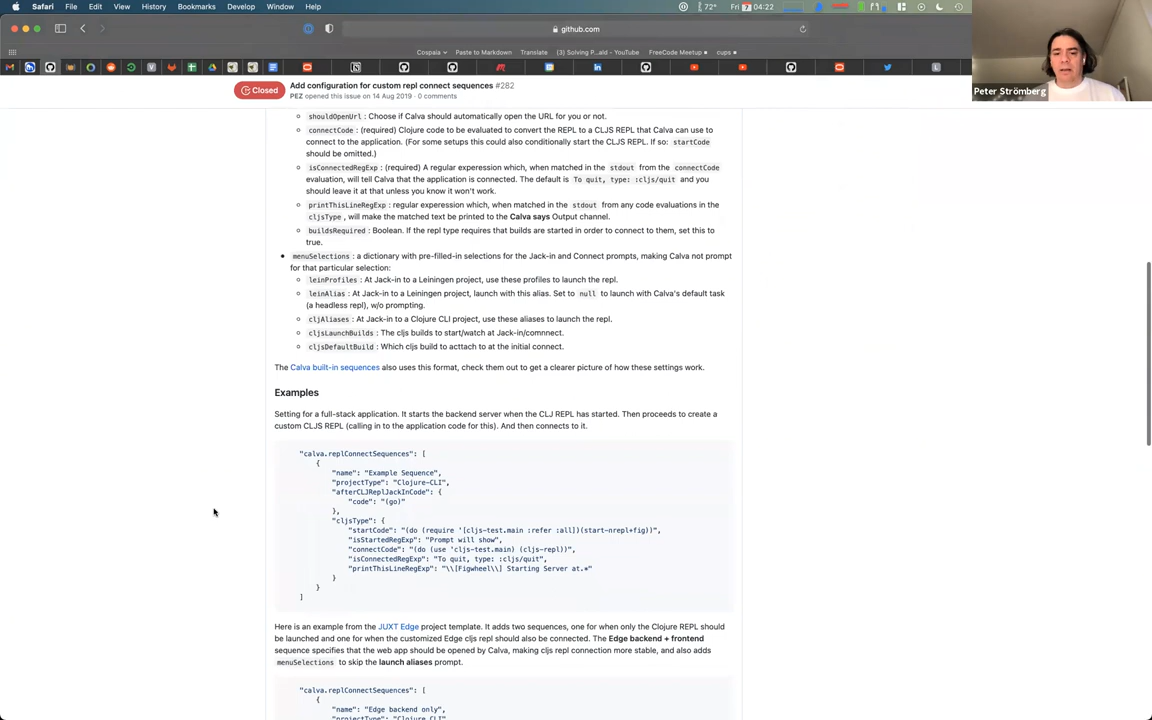 Safari File Edit View History Bookmarks Develop Window Help
72° Fri 7 04:22
github.com
Cospaia Paste to Markdown Translate (3) Solving P...ald - YouTube FreeCode Meetup cups
Peter Strömberg
Closed Add configuration for custom repl connect sequences #282
PEZ opened this issue on 14 Aug 2019 · 0 comments
shouldOpenUrl : Choose if Calva should automatically open the URL for you or not.
connectCode : (required) Clojure code to be evaluated to convert the REPL to a CLJS REPL that Calva can use to
connect to the application. (For some setups this could also conditionally start the CLJS REPL. If so: startCode
should be omitted.)
isConnectedRegExp : (required) A regular experession which, when matched in the stdout from the connectCode
evaluation, will tell Calva that the application is connected. The default is To quit, type: :cljs/quit and you
should leave it at that unless you know it won't work.
printThisLineRegExp : regular experession which, when matched in the stdout from any code evaluations in the
cljsType , will make the matched text be printed to the Calva says Output channel.
buildsRequired : Boolean. If the repl type requires that builds are started in order to connect to them, set this to
true.
menuSelections : a dictionary with pre-filled-in selections for the Jack-in and Connect prompts, making Calva not prompt
for that particular selection:
leinProfiles : At Jack-in to a Leiningen project, use these profiles to launch the repl.
leinAlias : At Jack-in to a Leiningen project, launch with this alias. Set to null to launch with Calva's default task
(a headless repl), w/o prompting.
cljAliases : At Jack-in to a Clojure CLI project, use these aliases to launch the repl.
cljsLaunchBuilds : The cljs builds to start/watch at Jack-in/comnnect.
cljsDefaultBuild : Which cljs build to acttach to at the initial connect.
The Calva built-in sequences also uses this format, check them out to get a clearer picture of how these settings work.
Examples
Setting for a full-stack application. It starts the backend server when the CLJ REPL has started. Then proceeds to create a
custom CLJS REPL (calling in to the application code for this). And then connects to it.
"calva.replConnectSequences": [
{
"name": "Example Sequence",
"projectType": "Clojure-CLI",
"afterCLJReplJackInCode": {
"code": "(go)"
},
"cljsType": {
"startCode": "(do (require '[cljs-test.main :refer :all])(start-nrepl+fig))",
"isStartedRegExp": "Prompt will show",
"connectCode": "(do (use 'cljs-test.main) (cljs-repl))",
"isConnectedRegExp": "To quit, type: :cljs/quit",
"printThisLineRegExp": "\\[Figwheel\\] Starting Server at.*"
}
}
]
Here is an example from the JUXT Edge project template. It adds two sequences, one for when only the Clojure REPL should
be launched and one for when the customized Edge cljs repl should also be connected. The Edge backend + frontend
sequence specifies that the web app should be opened by Calva, making cljs repl connection more stable, and also adds
menuSelections to skip the launch aliases prompt.
"calva.replConnectSequences": [
{
"name": "Edge backend only",
"projectType": "Clojure CLI",